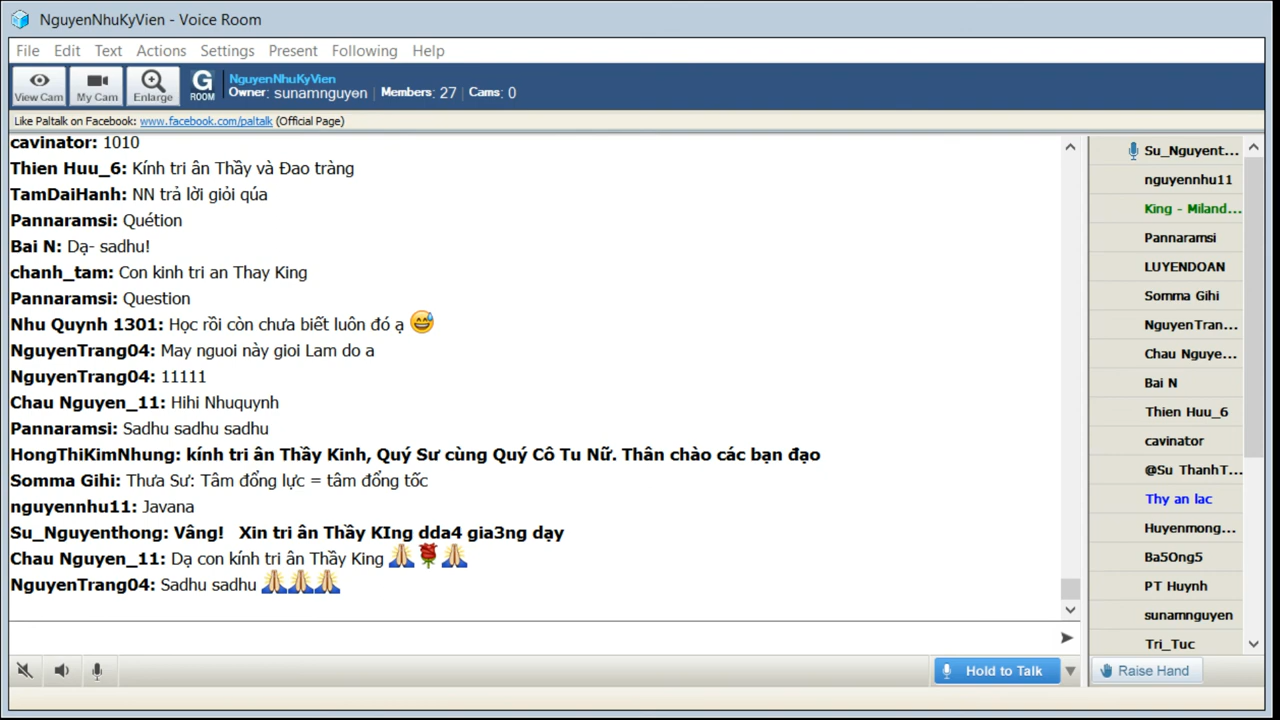 NguyenNhuKyVien - Voice Room
File Edit Text Actions Settings Present Following Help
View Cam My Cam Enlarge G ROOM
NguyenNhuKyVien
Owner: sunamnguyen | Members: 27 | Cams: 0
Like Paltalk on Facebook: www.facebook.com/paltalk (Official Page)
cavinator: 1010
Thien Huu_6: Kính tri ân Thầy và Đao tràng
TamDaiHanh: NN trả lời giỏi qúa
Pannaramsi: Quétion
Bai N: Dạ- sadhu!
chanh_tam: Con kinh tri an Thay King
Pannaramsi: Question
Nhu Quynh 1301: Học rồi còn chưa biết luôn đó ạ 😅
NguyenTrang04: May nguoi này gioi Lam do a
NguyenTrang04: 11111
Chau Nguyen_11: Hihi Nhuquynh
Pannaramsi: Sadhu sadhu sadhu
HongThiKimNhung: kính tri ân Thầy Kinh, Quý Sư cùng Quý Cô Tu Nữ. Thân chào các bạn đạo
Somma Gihi: Thưa Sư: Tâm đổng lực = tâm đổng tốc
nguyennhu11: Javana
Su_Nguyenthong: Vâng! Xin tri ân Thầy KIng dda4 gia3ng dạy
Chau Nguyen_11: Dạ con kính tri ân Thầy King 🙏🌹🙏
NguyenTrang04: Sadhu sadhu 🙏🙏🙏
Su_Nguyent...
nguyennhu11
King - Miland...
Pannaramsi
LUYENDOAN
Somma Gihi
NguyenTran...
Chau Nguye...
Bai N
Thien Huu_6
cavinator
@Su ThanhT...
Thy an lac
Huyenmong...
Ba5Ong5
PT Huynh
sunamnguyen
Tri_Tuc
Hold to Talk
Raise Hand